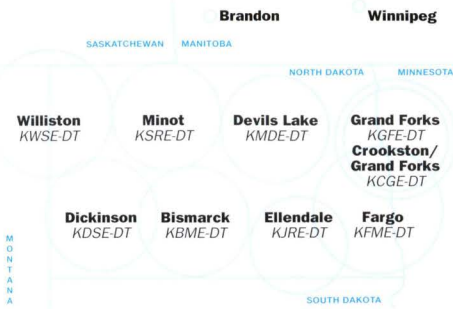 Brandon Winnipeg
SASKATCHEWAN MANITOBA
NORTH DAKOTA MINNESOTA
Williston Minot Devils Lake Grand Forks
KWSE-DT KSRE-DT KMDE-DT KGFE-DT
Crookston/
Grand Forks
KCGE-DT
Dickinson Bismarck Ellendale Fargo
KDSE-DT KBME-DT KJRE-DT KFME-DT
MONTANA
SOUTH DAKOTA